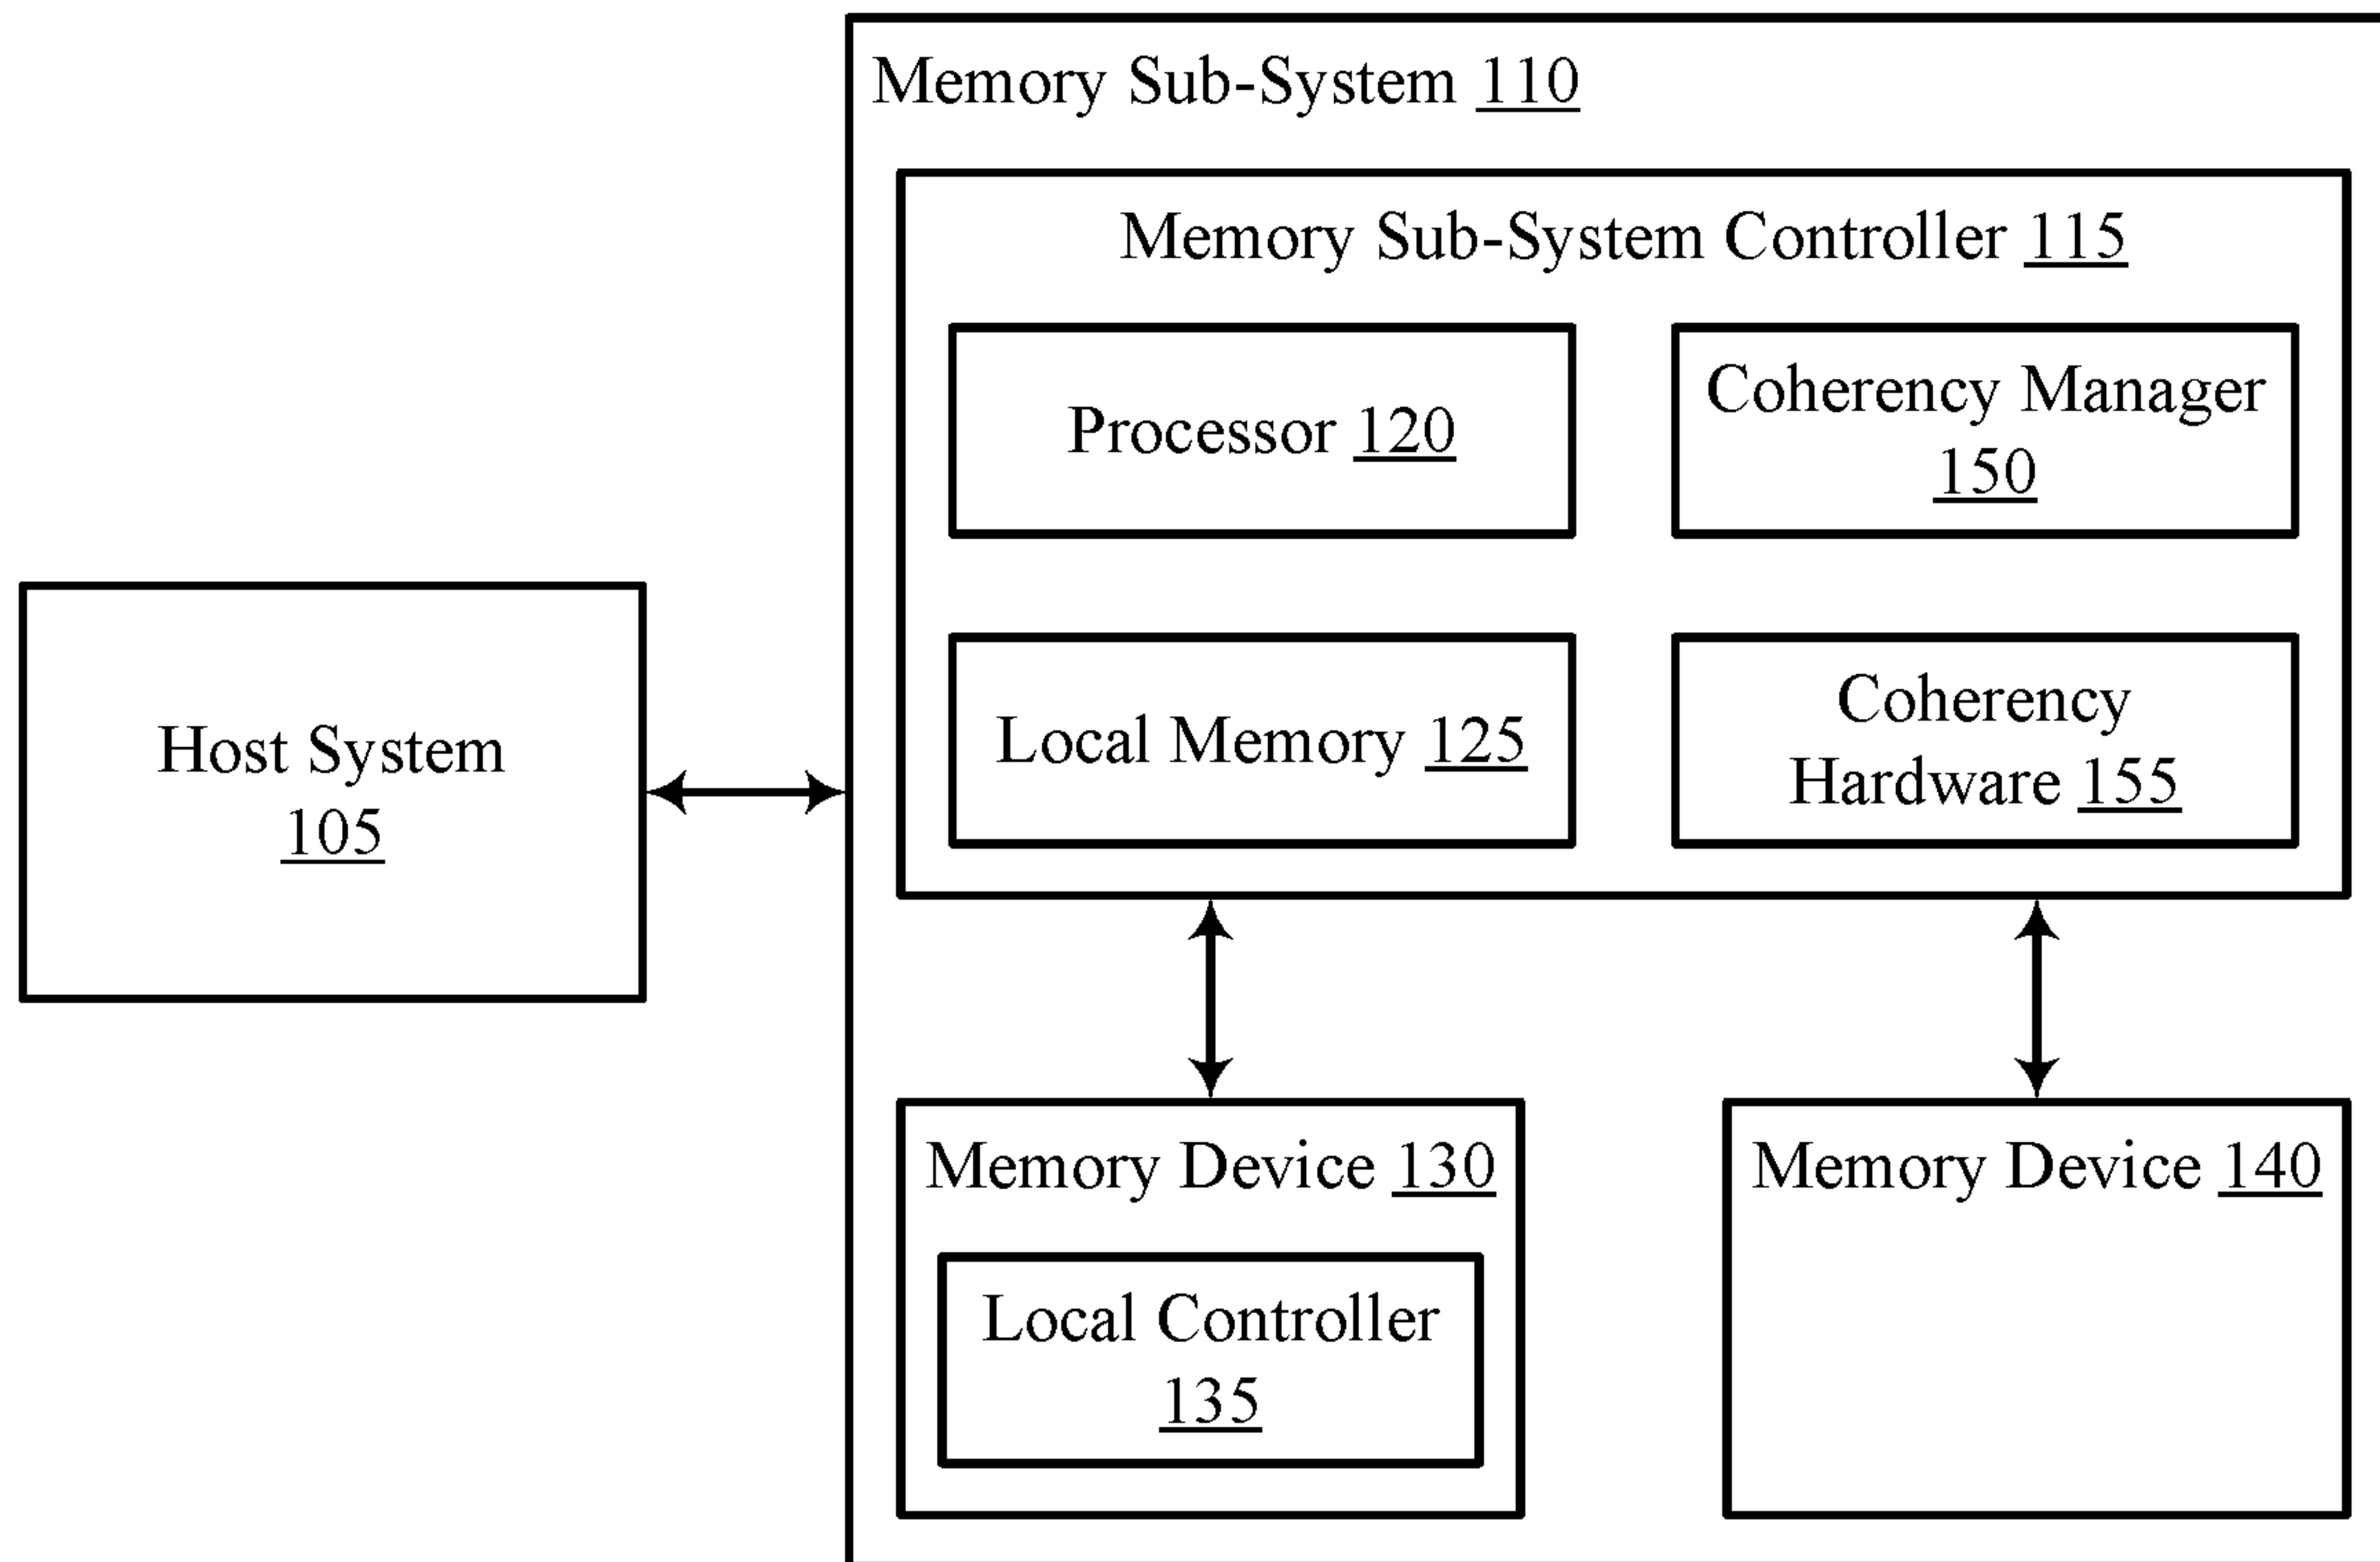 Memory Sub-System 110
Memory Sub-System Controller 115
Processor 120
Coherency Manager
150
Host System
105
Local Memory 125
Coherency
Hardware 155
Memory Device 130
Memory Device 140
Local Controller
135